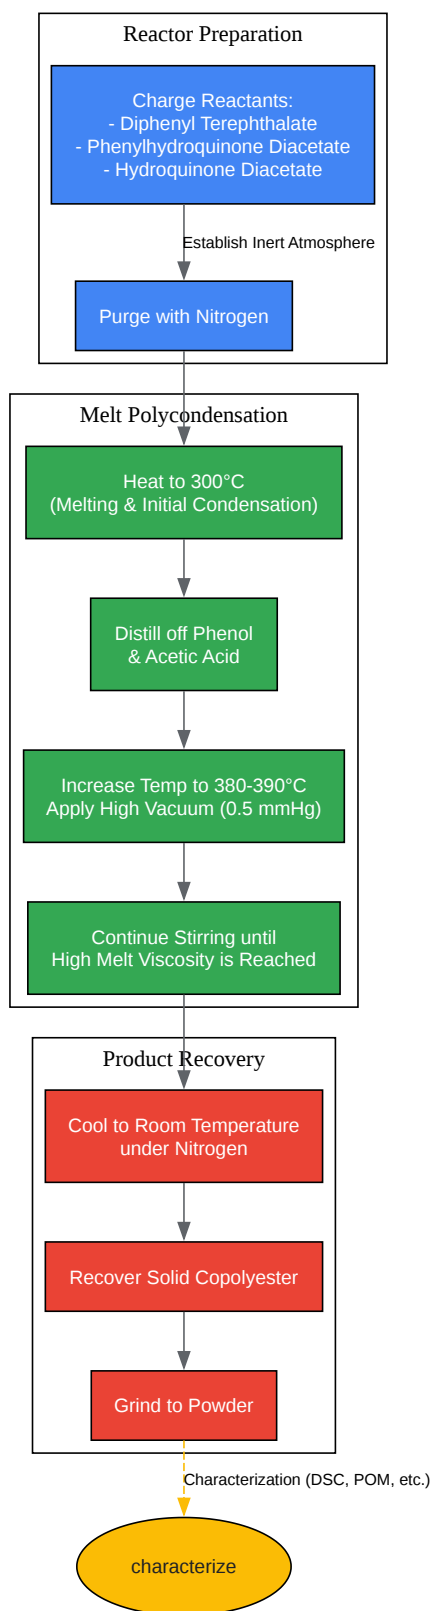 Reactor Preparation
Charge Reactants:
- Diphenyl Terephthalate
- Phenylhydroquinone Diacetate
- Hydroquinone Diacetate
Establish Inert Atmosphere
Purge with Nitrogen
Melt Polycondensation
Heat to 300°C
(Melting & Initial Condensation)
Distill off Phenol
& Acetic Acid
Increase Temp to 380-390°C
Apply High Vacuum (0.5 mmHg)
Continue Stirring until
High Melt Viscosity is Reached
Product Recovery
Cool to Room Temperature
under Nitrogen
Recover Solid Copolyester
Grind to Powder
Characterization (DSC, POM, etc.)
characterize